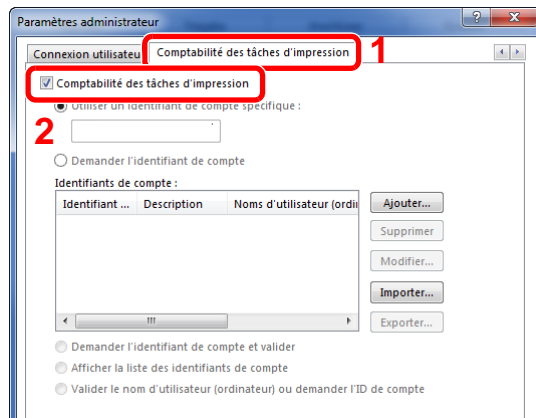 Paramètres administrateur
?
X
Connexion utilisateu
Comptabilité des tâches d'impression
1
Comptabilité des tâches d'impression
Utiliser un identifiant de compte spécifique :
2
Demander l'identifiant de compte
Identifiants de compte :
Identifiant ... Description Noms d'utilisateur (ordi
Ajouter...
Supprimer
Modifier...
Importer...
Exporter...
Demander l'identifiant de compte et valider
Afficher la liste des identifiants de compte
Valider le nom d'utilisateur (ordinateur) ou demander l'ID de compte